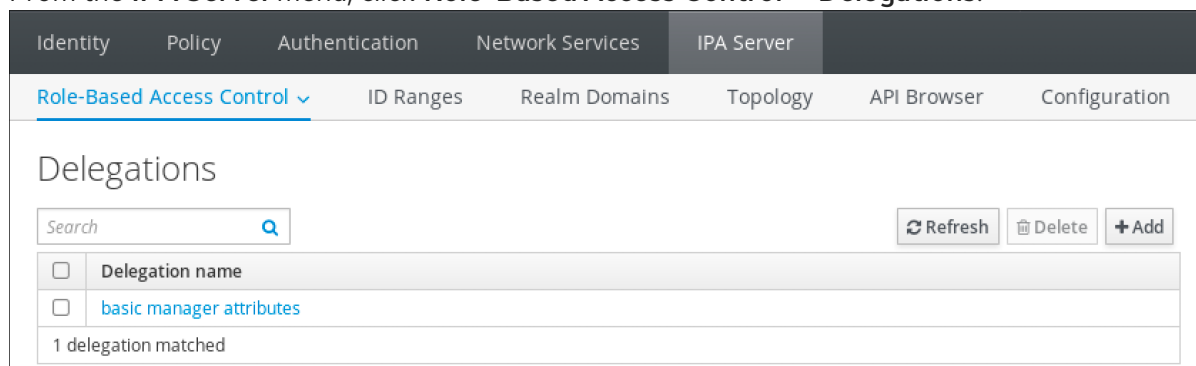 Identity Policy Authentication Network Services IPA Server
Role-Based Access Control ID Ranges Realm Domains Topology API Browser Configuration
Delegations
Search Refresh Delete Add
Delegation name
basic manager attributes
1 delegation matched